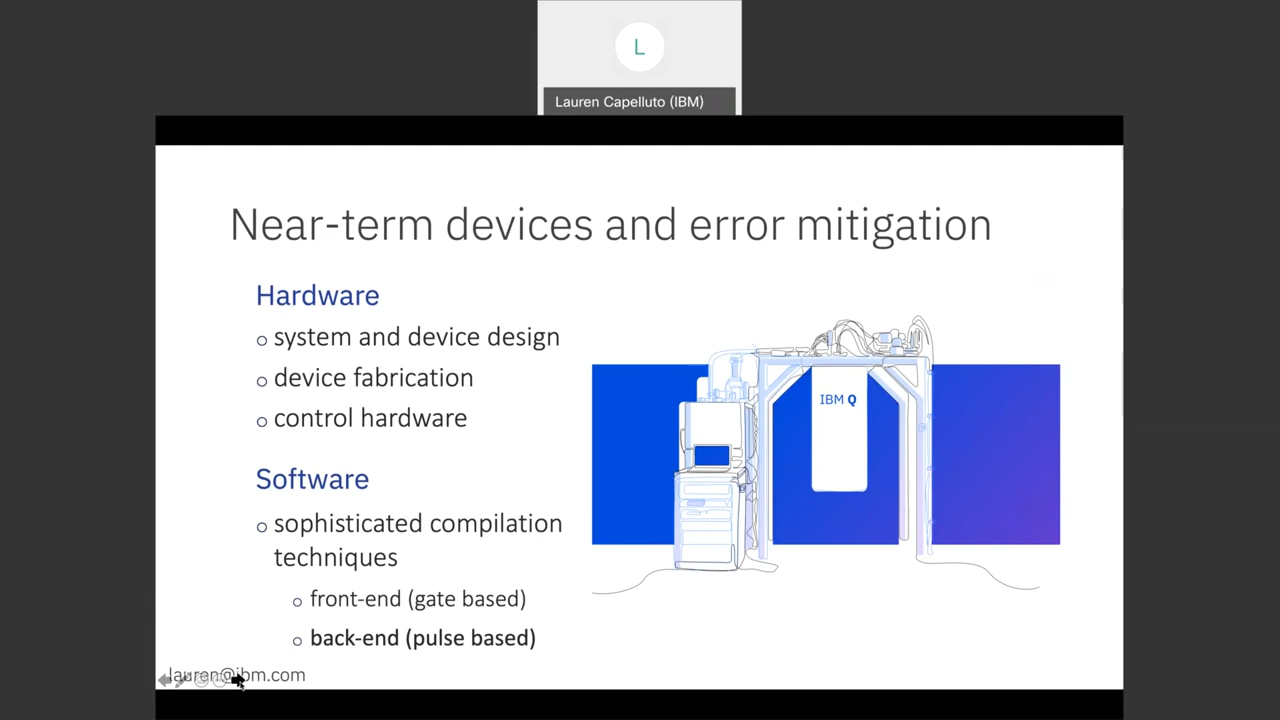 L
Lauren Capelluto (IBM)
Near-term devices and error mitigation
Hardware
system and device design
device fabrication
control hardware
IBM Q
Software
sophisticated compilation
techniques
front-end (gate based)
back-end (pulse based)
lauren@ibm.com